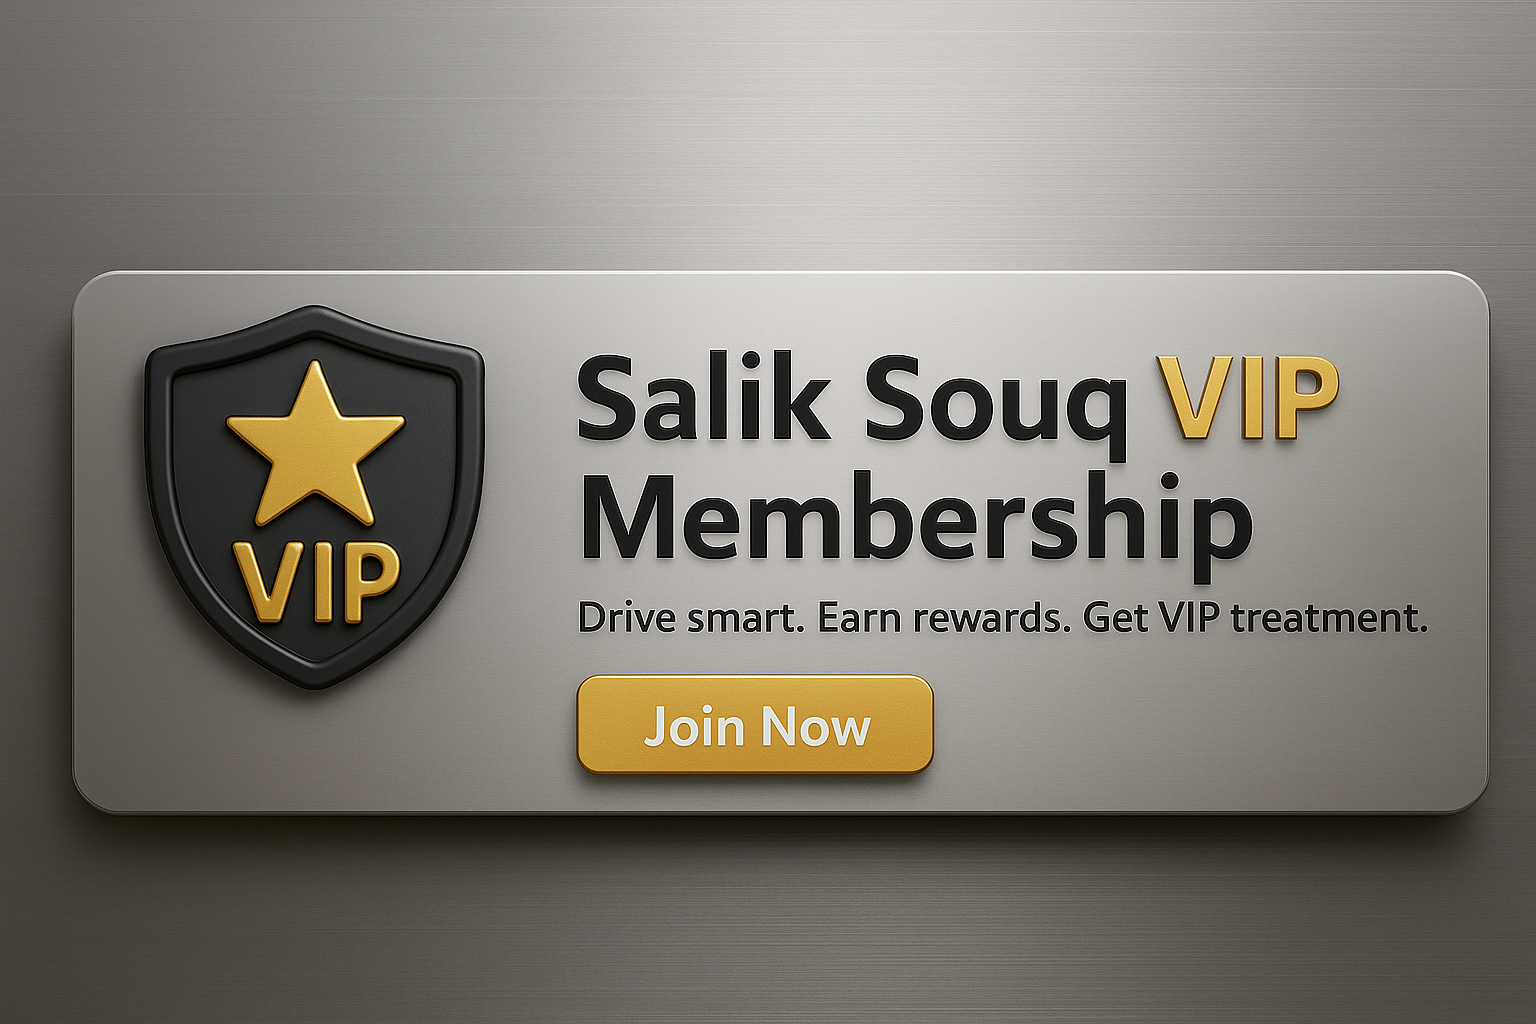 VIP
Salik Souq VIP
Membership
Drive smart. Earn rewards. Get VIP treatment.
Join Now